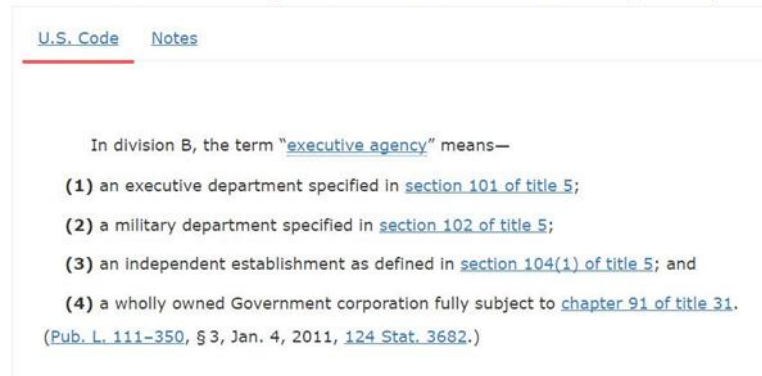 U.S. Code Notes
In division B, the term “executive agency” means—
(1) an executive department specified in section 101 of title 5;
(2) a military department specified in section 102 of title 5;
(3) an independent establishment as defined in section 104(1) of title 5; and
(4) a wholly owned Government corporation fully subject to chapter 91 of title 31.
(Pub. L. 111–350, § 3, Jan. 4, 2011, 124 Stat. 3682.)